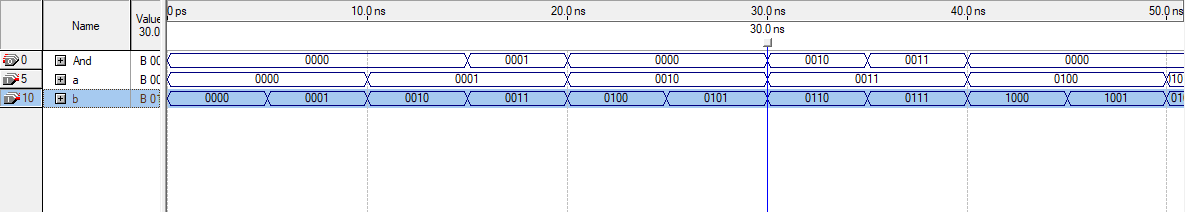 Name Value 30.0 0 ps 10.0 ns 20.0 ns 30.0 ns 40.0 ns 50.0 ns
30.0 ns
0 And B 00 0000 0001 0000 0010 0011 0000
5 a B 00 0000 0001 0010 0011 0100
10 b B 01 0000 0001 0010 0011 0100 0101 0110 0111 1000 1001